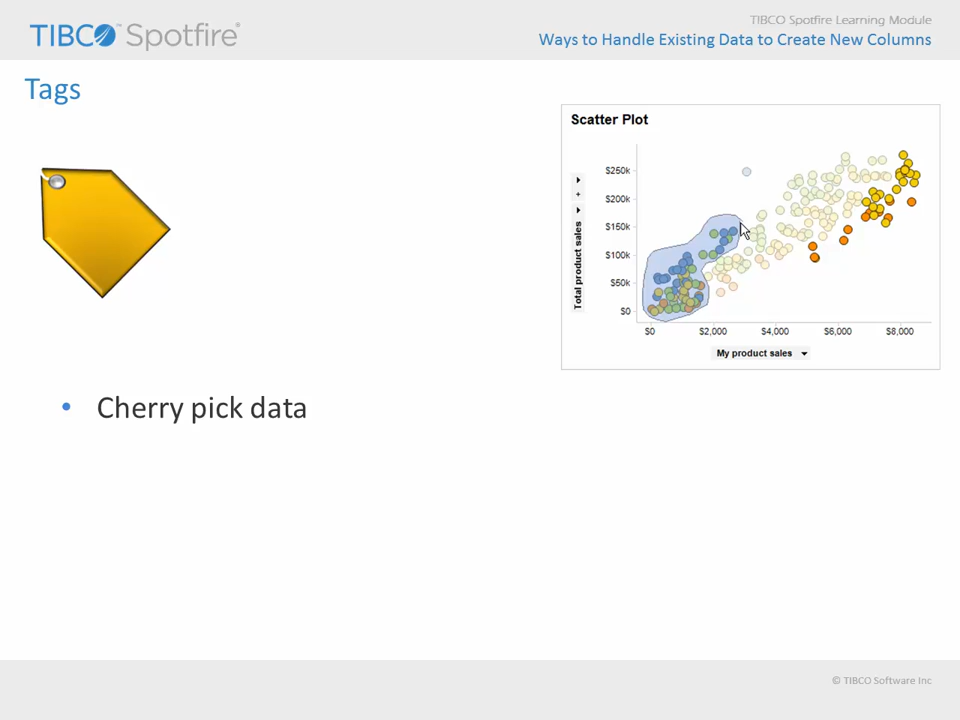 TIBCO Spotfire®
TIBCO Spotfire Learning Module
Ways to Handle Existing Data to Create New Columns
Tags
Scatter Plot
Total product sales
+
$250k
$200k
$150k
$100k
$50k
$0
$0 $2,000 $4,000 $6,000 $8,000
My product sales
• Cherry pick data
© TIBCO Software Inc